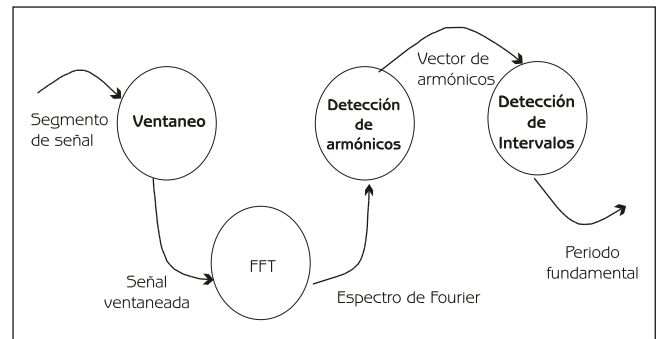 Segmento
de señal
Ventaneo
Señal
ventaneada
FFT
Espectro de Fourier
Detección
de
armónicos
Vector de
armónicos
Detección
de
Intervalos
Periodo
fundamental